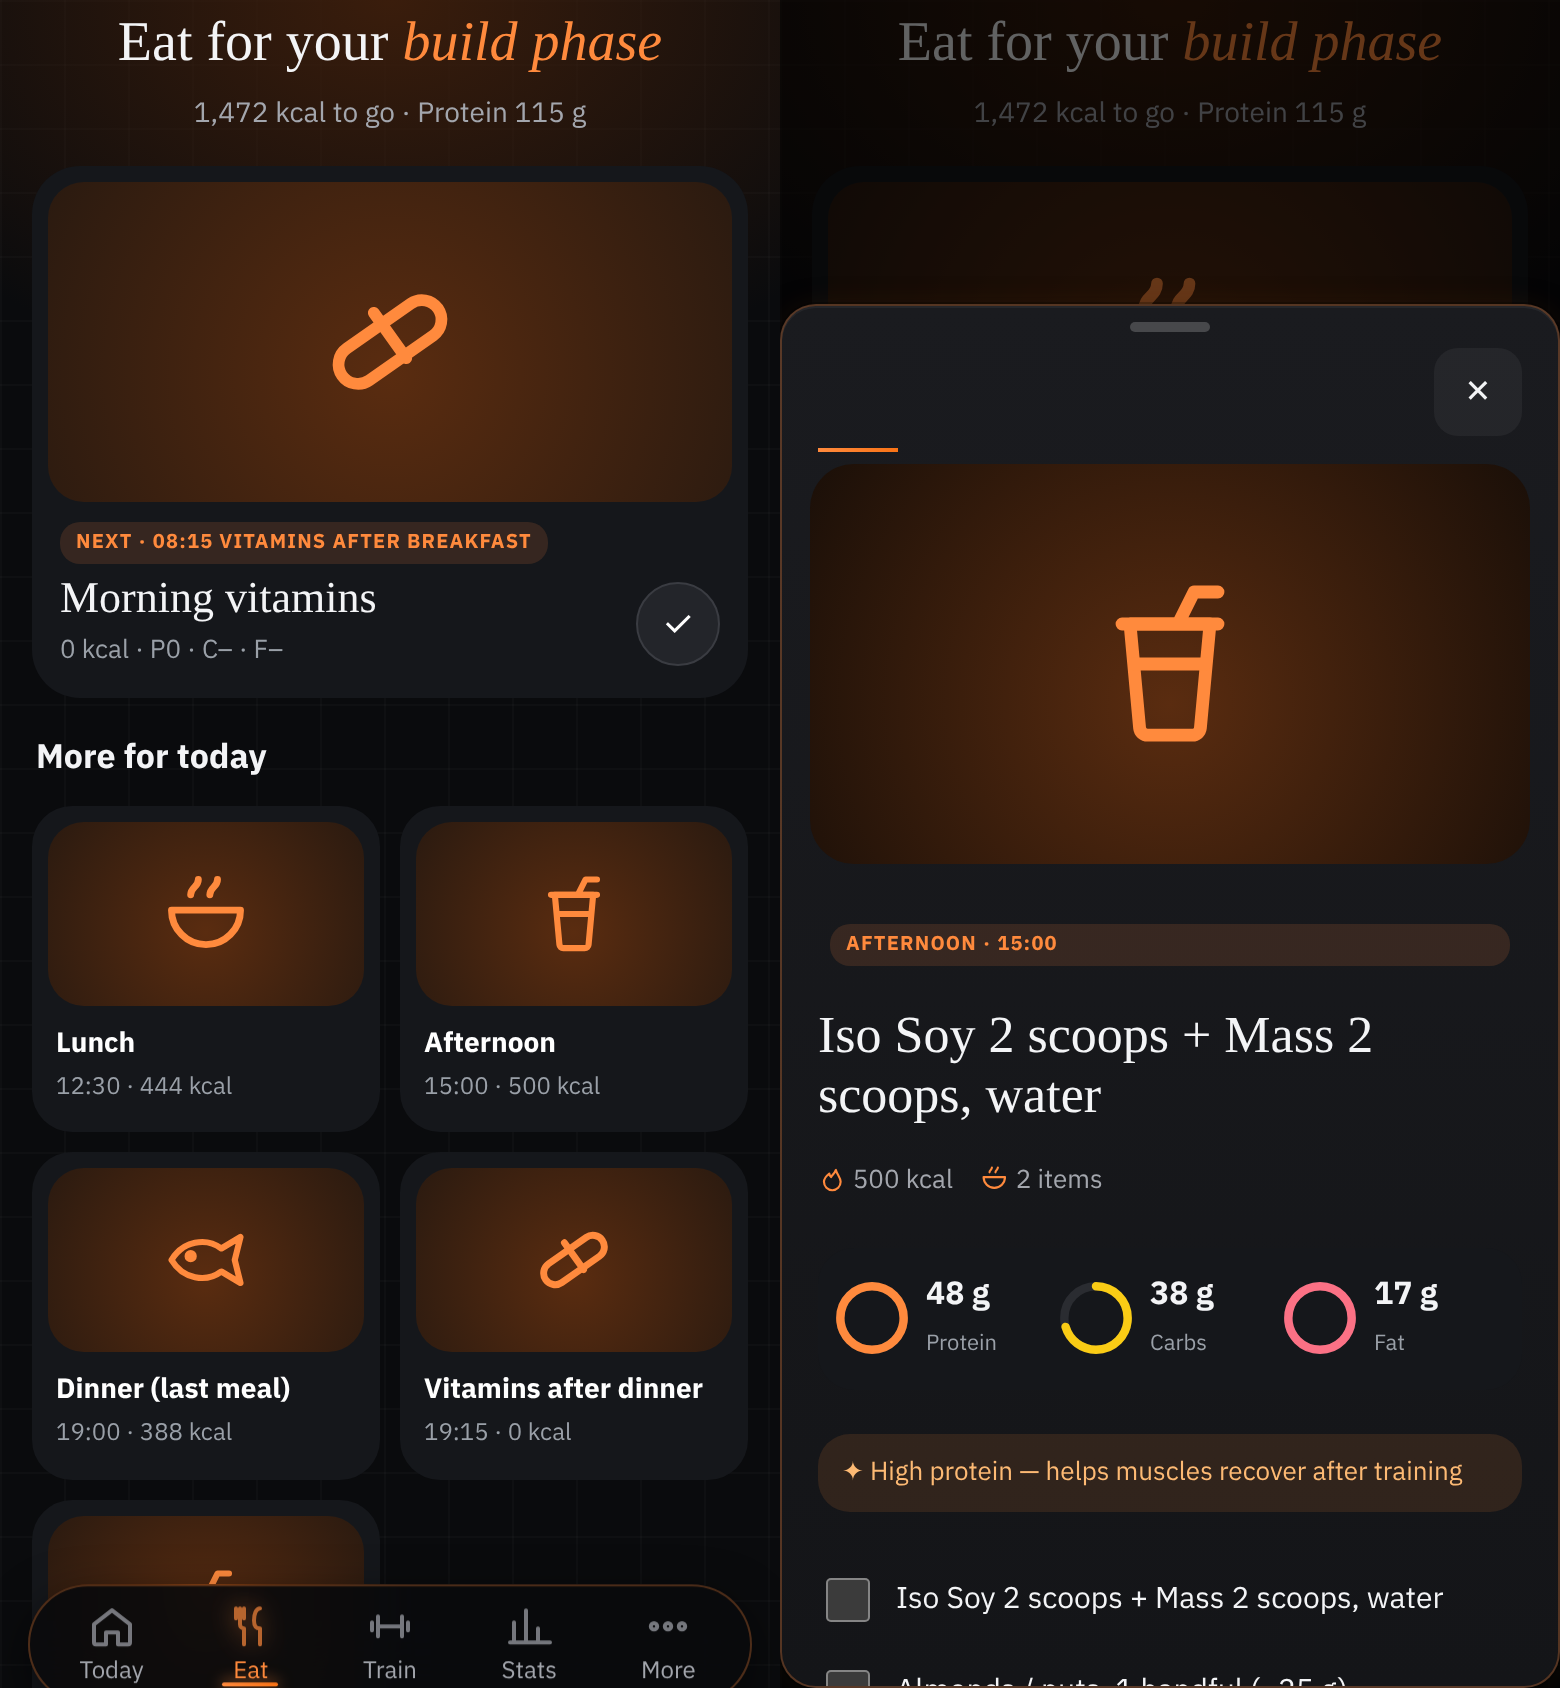 Eat for your build phase
1,472 kcal to go · Protein 115 g
NEXT · 08:15 VITAMINS AFTER BREAKFAST
Morning vitamins
0 kcal · P0 · C– · F–
More for today
Lunch
12:30 · 444 kcal
Afternoon
15:00 · 500 kcal
Dinner (last meal)
19:00 · 388 kcal
Vitamins after dinner
19:15 · 0 kcal
Today
Eat
Train
Stats
More
Eat for your build phase
1,472 kcal to go · Protein 115 g
AFTERNOON · 15:00
Iso Soy 2 scoops + Mass 2
scoops, water
500 kcal
2 items
48 g
Protein
38 g
Carbs
17 g
Fat
✦ High protein — helps muscles recover after training
Iso Soy 2 scoops + Mass 2 scoops, water
Almonds / nuts, 1 handful